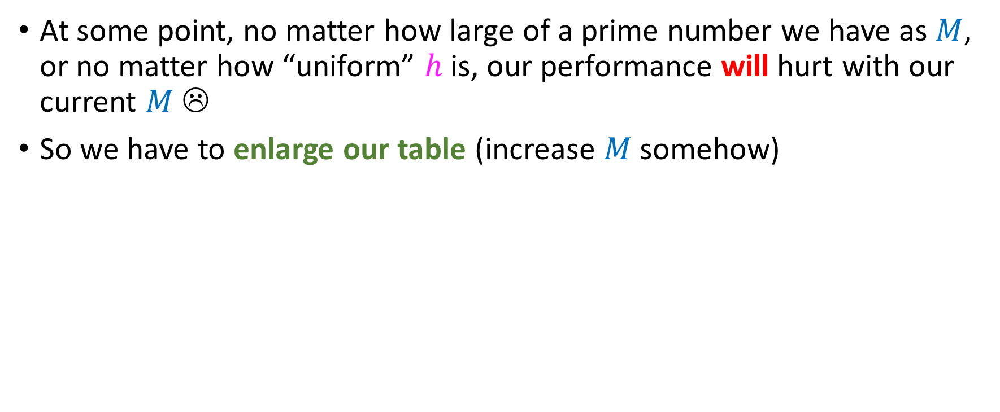 • At some point, no matter how large of a prime number we have as M,
or no matter how “uniform” h is, our performance will hurt with our
current M ☹
• So we have to enlarge our table (increase M somehow)